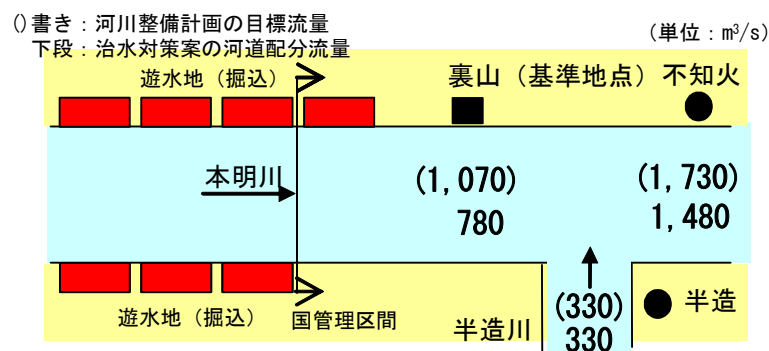 ()書き：河川整備計画の目標流量
（単位：m³/s）
下段：治水対策案の河道配分流量
遊水地（掘込）
裏山（基準地点）
不知火
本明川
(1,070)
780
(1,730)
1,480
遊水地（掘込）
国管理区間
半造川
(330)
330
半造